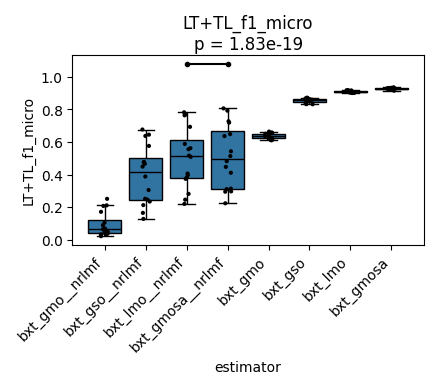 LT+TL_f1_micro
p = 1.83e-19
LT+TL_f1_micro
1.0
0.8
0.6
0.4
0.2
0.0
bxt_gmo__nrlmf
bxt_gso__nrlmf
bxt_lmo__nrlmf
bxt_gmosa__nrlmf
bxt_gmo
bxt_gso
bxt_lmo
bxt_gmosa
estimator